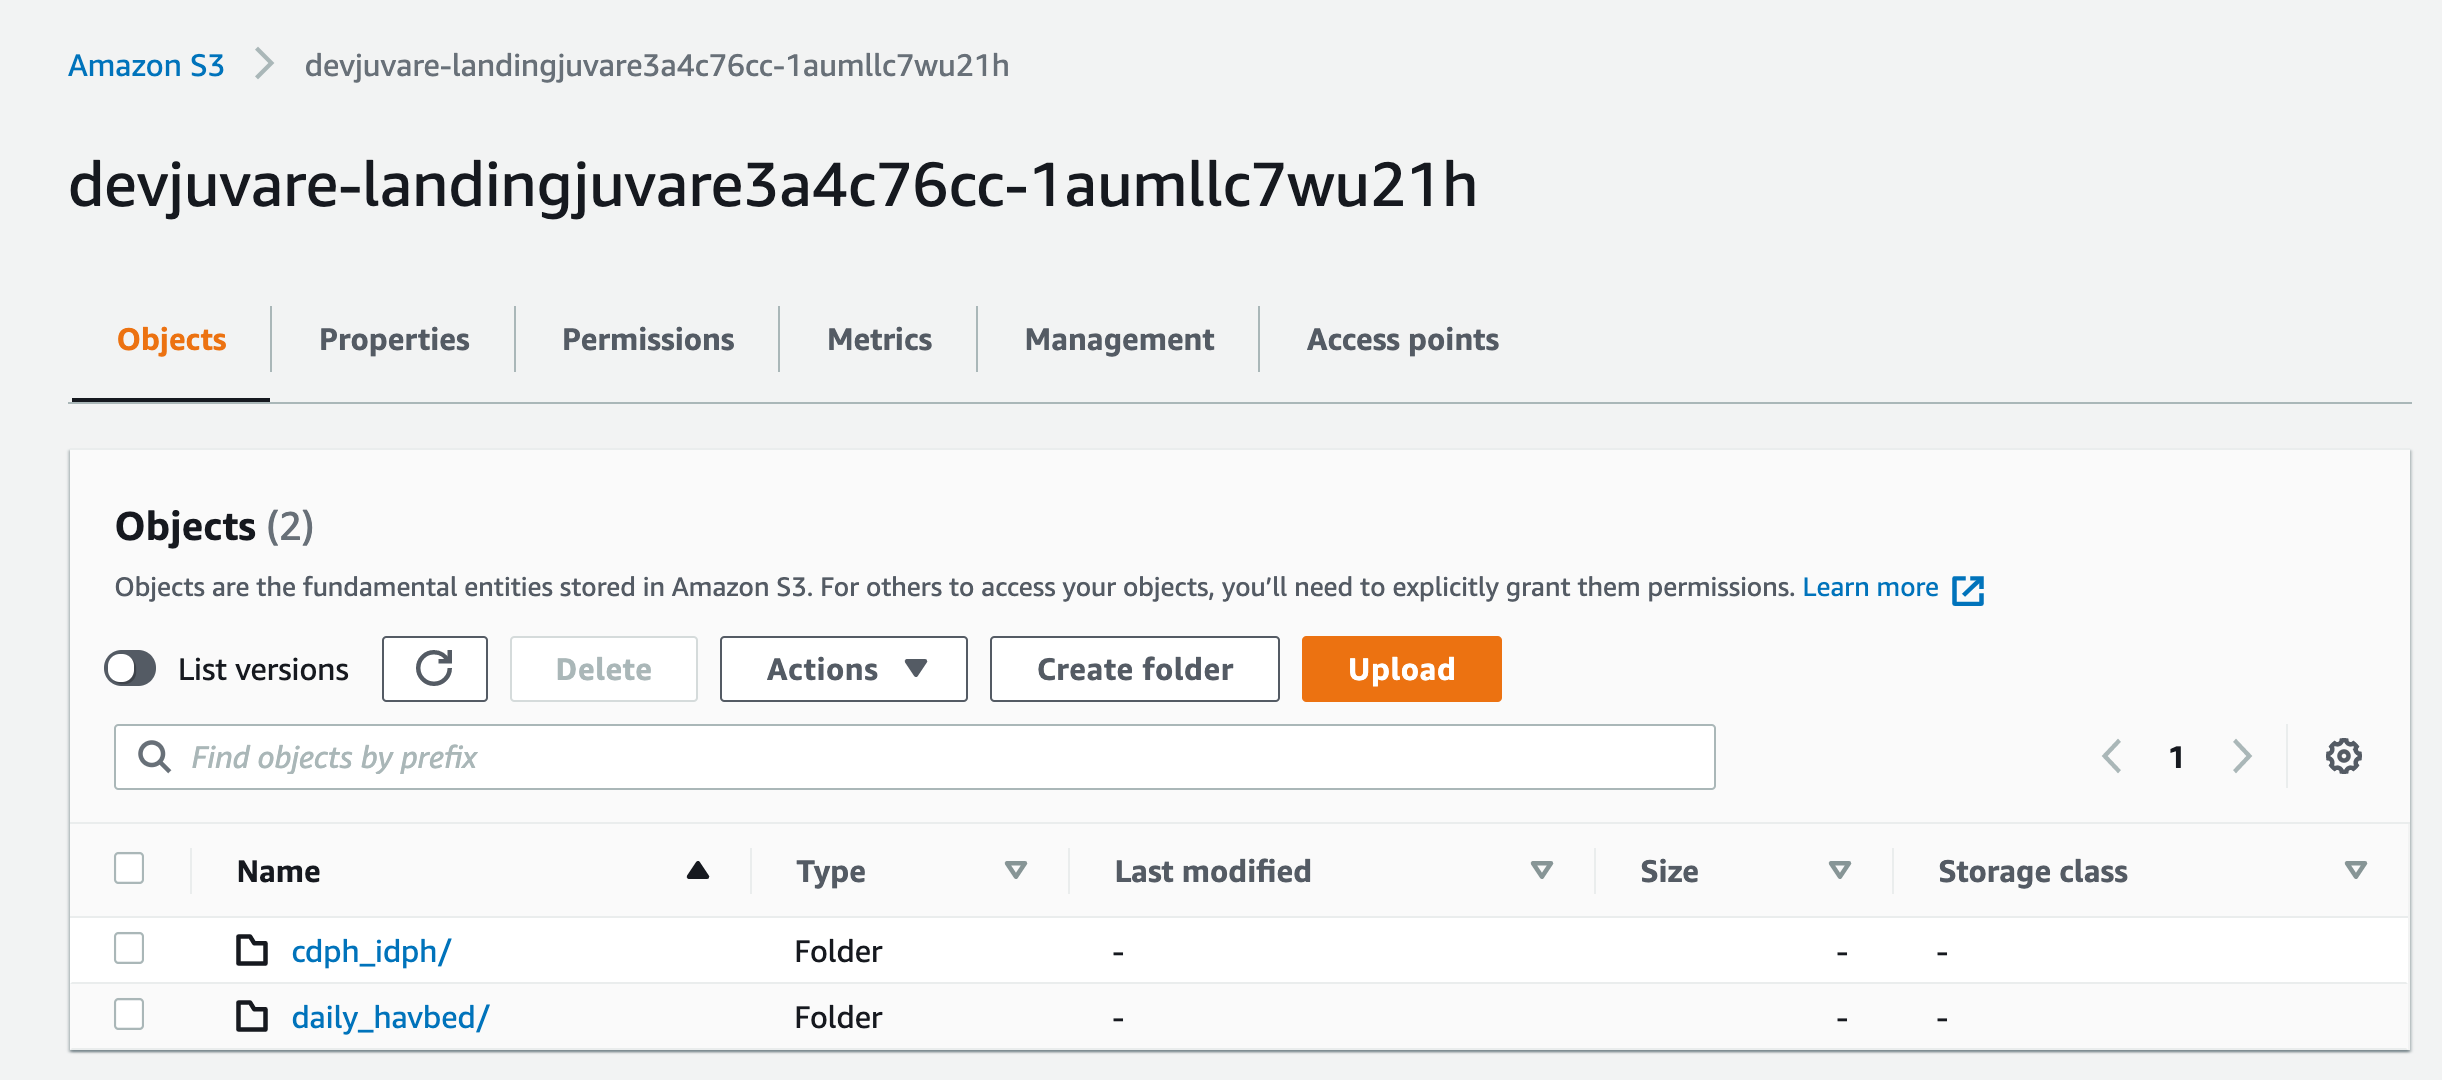 Amazon S3 devjuvare-landingjuvare3a4c76cc-1aumllc7wu21h
devjuvare-landingjuvare3a4c76cc-1aumllc7wu21h
Objects Properties Permissions Metrics Management Access points
Objects (2)
Objects are the fundamental entities stored in Amazon S3. For others to access your objects, you’ll need to explicitly grant them permissions. Learn more
List versions Delete Actions Create folder Upload
Find objects by prefix 1
Name Type Last modified Size Storage class
cdph_idph/ Folder - - -
daily_havbed/ Folder - - -